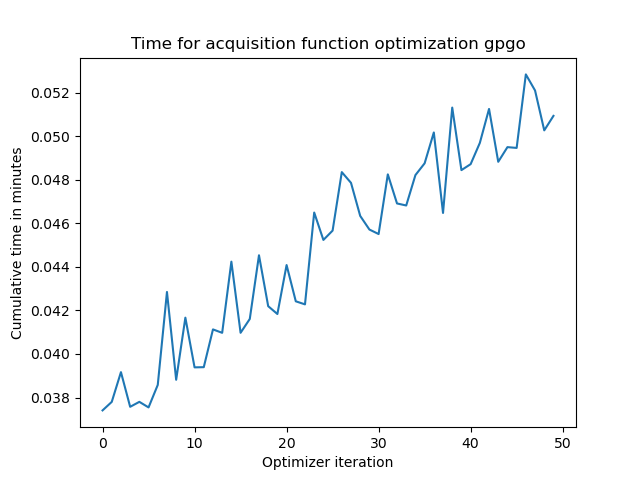 Time for acquisition function optimization gpgo
Cumulative time in minutes
0.052
0.050
0.048
0.046
0.044
0.042
0.040
0.038
0 10 20 30 40 50
Optimizer iteration